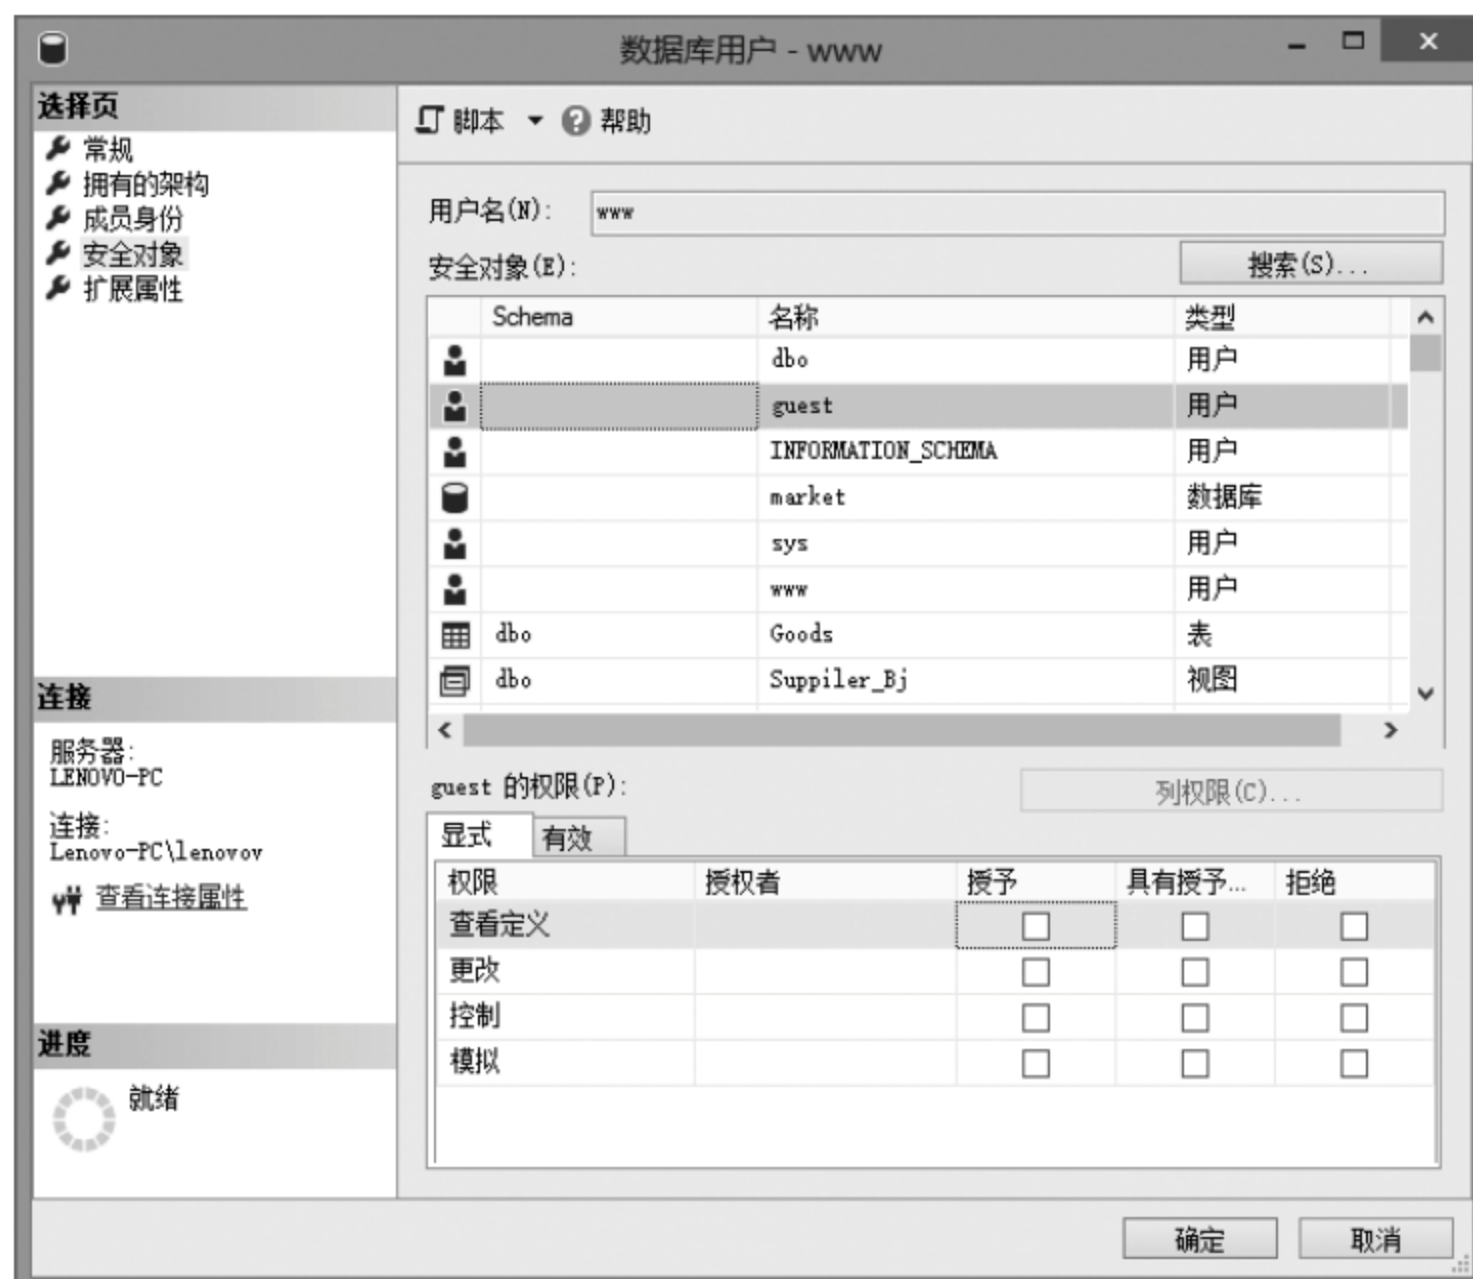 数据库用户 - www
选择页
常规
拥有的架构
成员身份
安全对象
扩展属性
脚本 帮助
用户名(N): www
安全对象(E): 搜索(S)...
Schema 名称 类型
dbo 用户
guest 用户
INFORMATION_SCHEMA 用户
market 数据库
sys 用户
www 用户
dbo Goods 表
dbo Suppiler_Bj 视图
连接
服务器:
LENOVO-PC
连接:
Lenovo-PC\lenovov
查看连接属性
guest 的权限(P): 列权限(C)...
显式 有效
权限 授权者 授予 具有授予... 拒绝
查看定义
更改
控制
模拟
进度
就绪
确定 取消